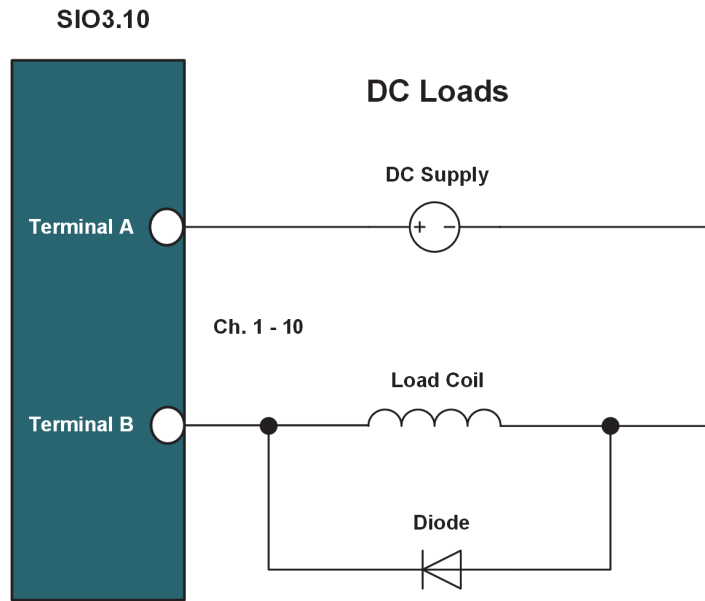 SIO3.10
DC Loads
DC Supply
Terminal A
+ −
Ch. 1 - 10
Load Coil
Terminal B
Diode